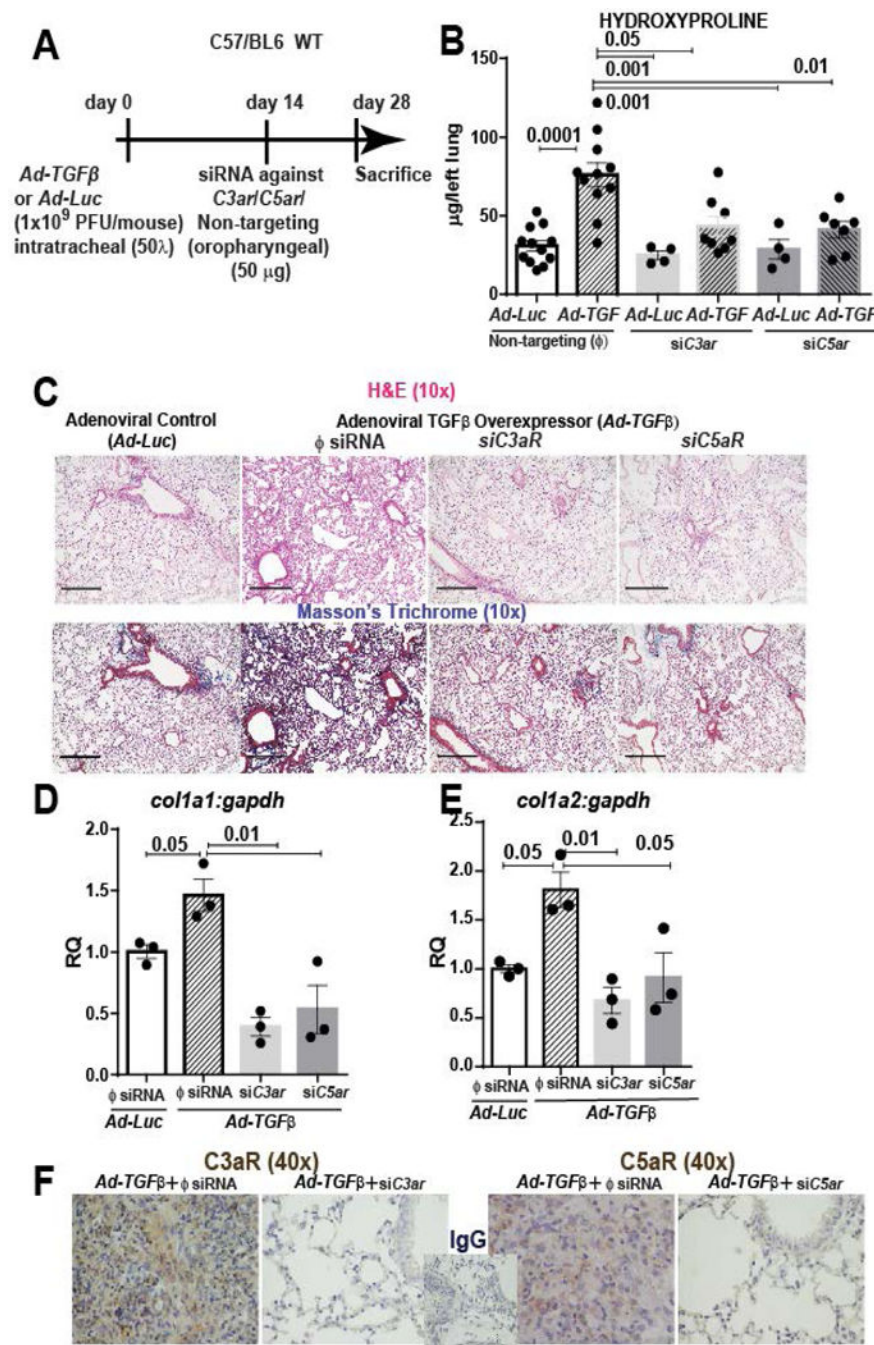 A
C57/BL6 WT
day 0
day 14
day 28
Ad-TGFβ
or Ad-Luc
(1x10⁹ PFU/mouse)
intratracheal (50λ)
siRNA against
C3ar/C5ar/
Non-targeting
(oropharyngeal)
(50 μg)
Sacrifice
B
HYDROXYPROLINE
0.05
0.001
0.01
0.001
0.0001
μg/left lung
150
100
50
0
Ad-Luc Ad-TGF Ad-Luc Ad-TGF Ad-Luc Ad-TGF
Non-targeting (ϕ) siC3ar siC5ar
C
H&E (10x)
Adenoviral Control
(Ad-Luc)
Adenoviral TGFβ Overexpressor (Ad-TGFβ)
ϕ siRNA siC3aR siC5aR
Masson's Trichrome (10x)
D
col1a1:gapdh
0.05
0.01
RQ
2.0
1.5
1.0
0.5
0.0
ϕ siRNA ϕ siRNA siC3ar siC5ar
Ad-Luc Ad-TGFβ
E
col1a2:gapdh
0.05
0.01
0.05
RQ
2.5
2.0
1.5
1.0
0.5
0.0
ϕ siRNA ϕ siRNA siC3ar siC5ar
Ad-Luc Ad-TGFβ
F
C3aR (40x)
C5aR (40x)
Ad-TGFβ+ ϕ siRNA
Ad-TGFβ+siC3ar
Ad-TGFβ+ ϕ siRNA
Ad-TGFβ+siC5ar
IgG